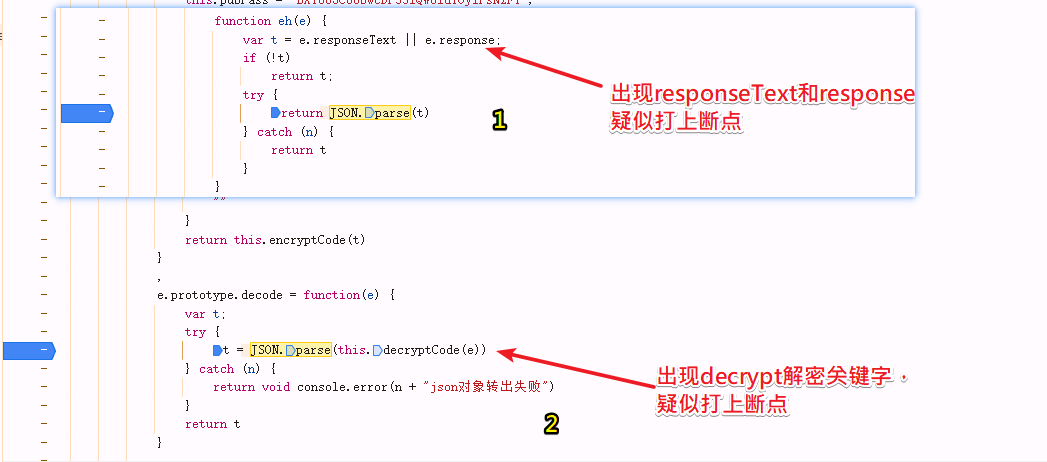 function eh(e) {
var t = e.responseText || e.response;
if (!t)
return t;
try {
return JSON.parse(t)
} catch (n) {
return t
}
}
出现responseText和response
疑似打上断点
1
""
}
return this.encryptCode(t)
}
,
e.prototype.decode = function(e) {
var t;
try {
t = JSON.parse(this.decryptCode(e))
} catch (n) {
return void console.error(n + "json对象转出失败")
}
return t
}
出现decrypt解密关键字，
疑似打上断点
2